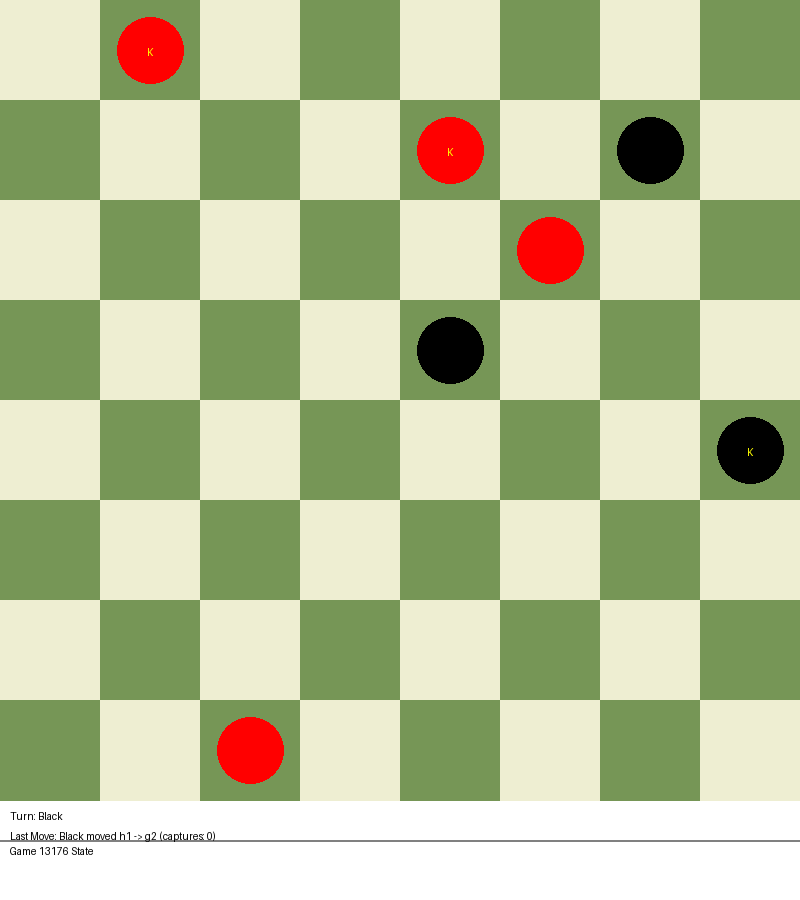 K
K
K
Turn: Black
Last Move: Black moved h1 -> g2 (captures: 0)
Game 13176 State